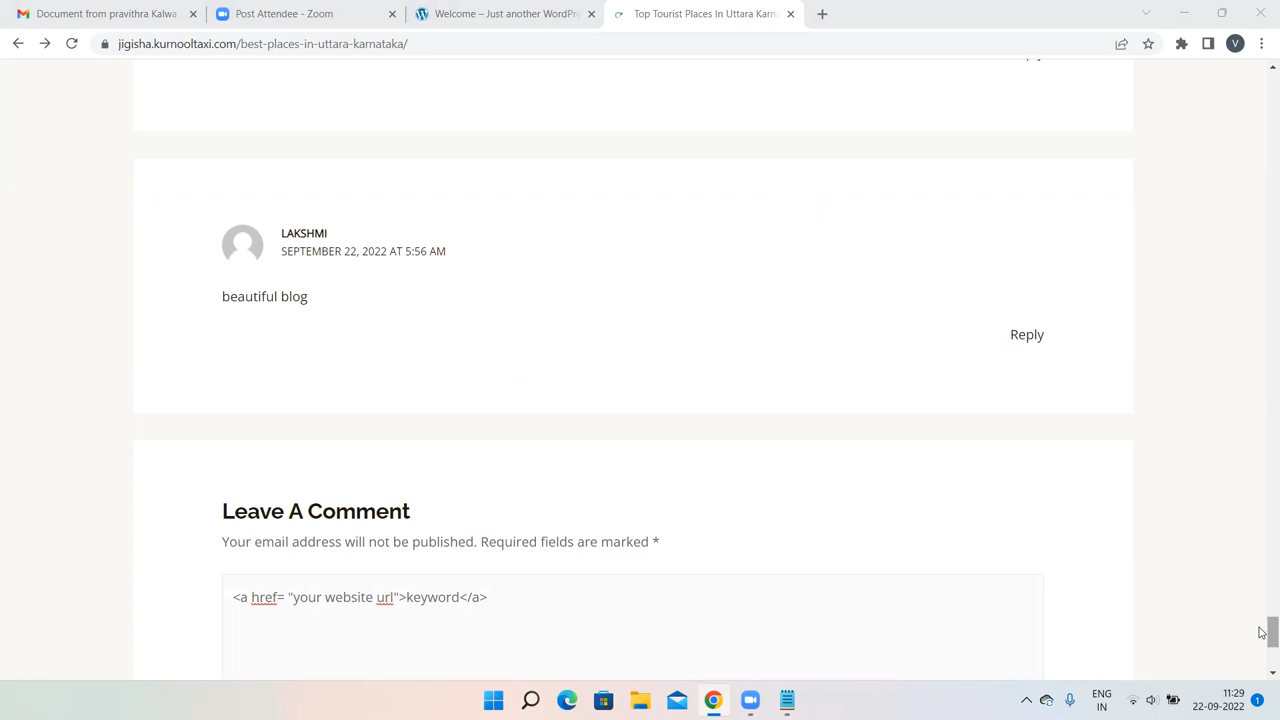 Document from pravithra Kalwa
Post Attendee - Zoom
Welcome – Just another WordPre
Top Tourist Places In Uttara Karn
jigisha.kurnooltaxi.com/best-places-in-uttara-karnataka/
V
LAKSHMI
SEPTEMBER 22, 2022 AT 5:56 AM
beautiful blog
Reply
Leave A Comment
Your email address will not be published. Required fields are marked *
<a href= "your website url">keyword</a>
ENG
IN
11:29
22-09-2022
1